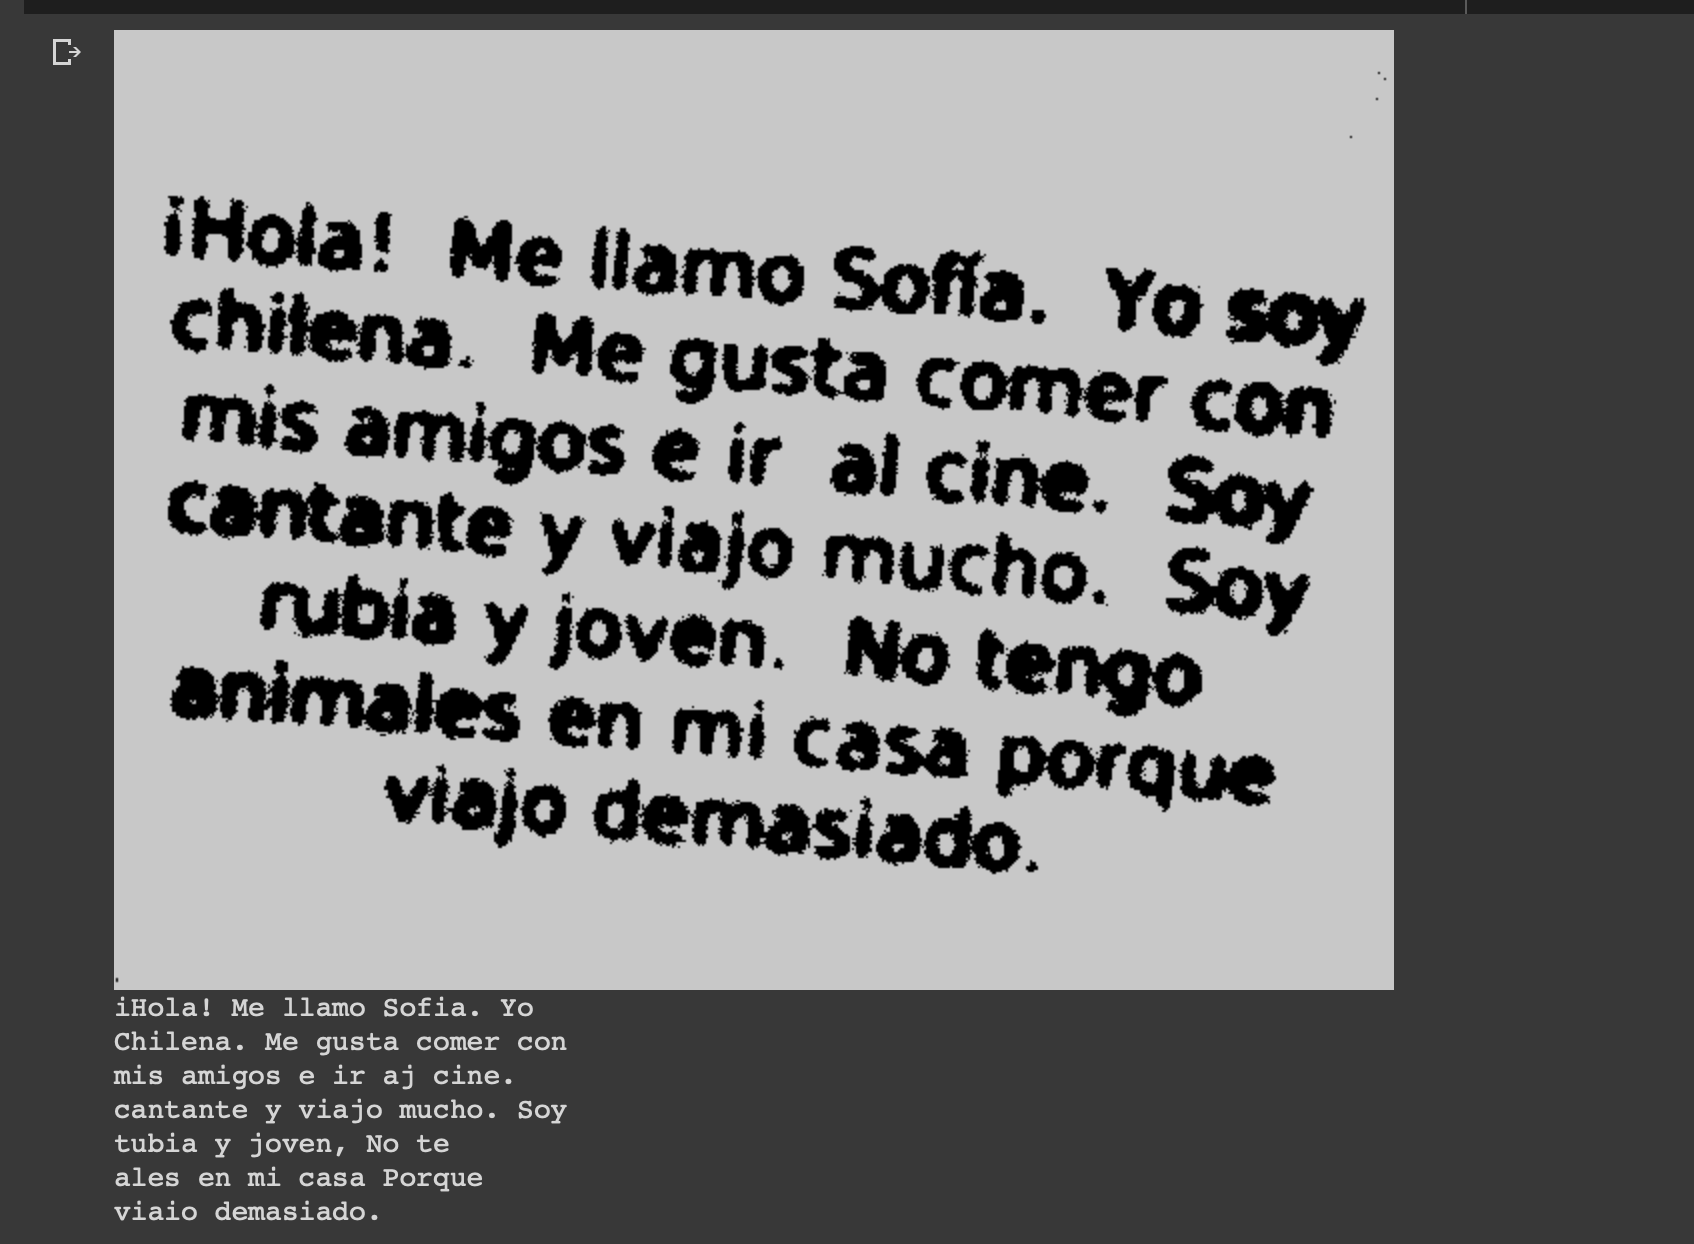 ¡Hola! Me llamo Sofía. Yo soy
chilena. Me gusta comer con
mis amigos e ir al cine. Soy
cantante y viajo mucho. Soy
rubia y joven. No tengo
animales en mi casa porque
viajo demasiado.
iHola! Me llamo Sofia. Yo
Chilena. Me gusta comer con
mis amigos e ir aj cine.
cantante y viajo mucho. Soy
tubia y joven, No te
ales en mi casa Porque
viaio demasiado.